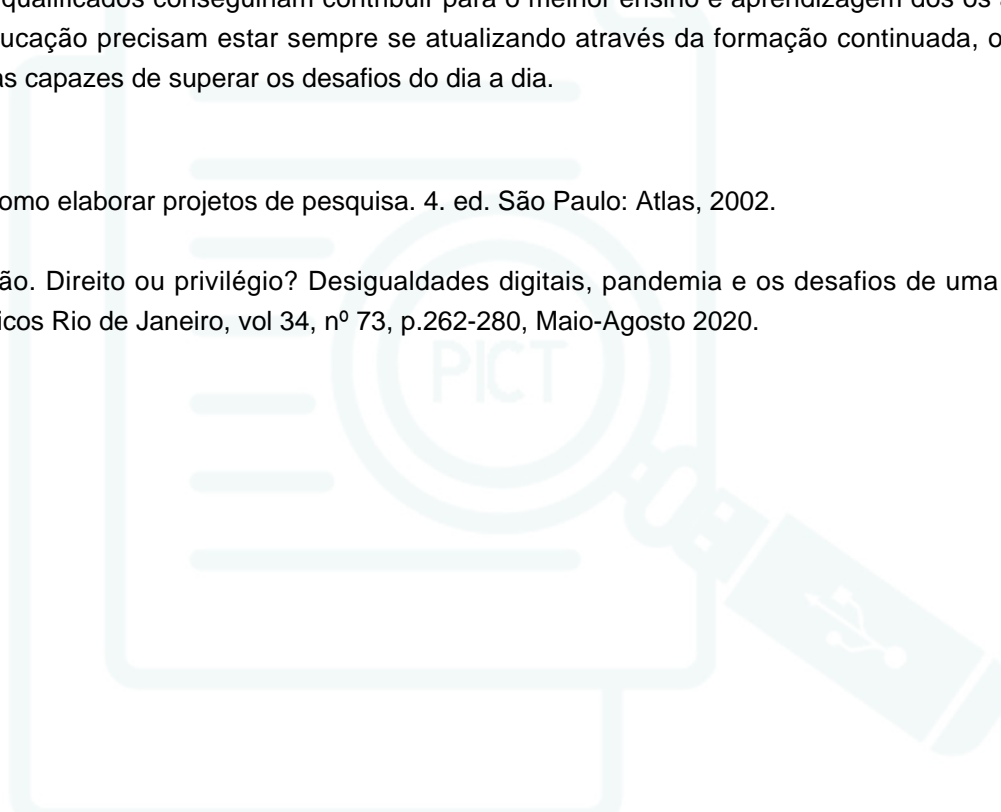 qualificados conseguiriam contribuir para o melhor ensino e aprendizagem dos os
ucação precisam estar sempre se atualizando através da formação continuada, o
as capazes de superar os desafios do dia a dia.
omo elaborar projetos de pesquisa. 4. ed. São Paulo: Atlas, 2002.
ão. Direito ou privilégio? Desigualdades digitais, pandemia e os desafios de uma
icos Rio de Janeiro, vol 34, nº 73, p.262-280, Maio-Agosto 2020.
PICT